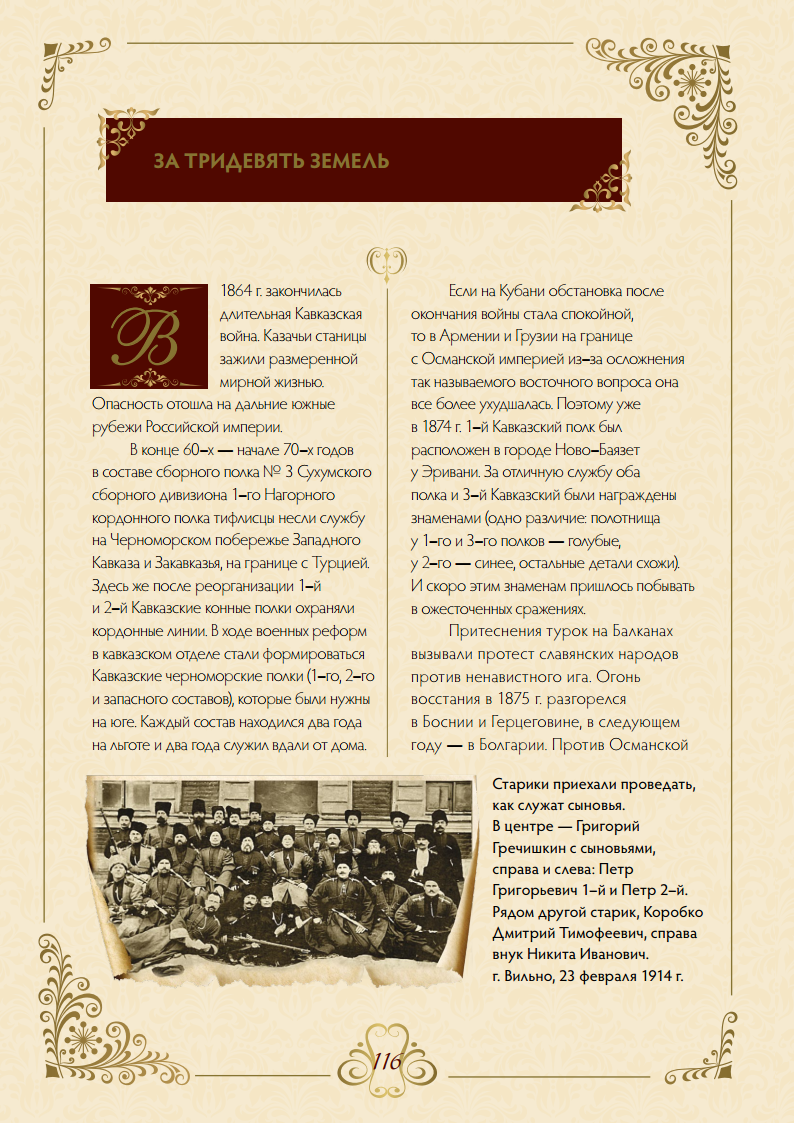 ЗА ТРИДЕВЯТЬ ЗЕМЕЛЬ
В 1864 г. закончилась
длительная Кавказская
война. Казачьи станицы
зажили размеренной
мирной жизнью.
Опасность отошла на дальние южные
рубежи Российской империи.
В конце 60–х — начале 70–х годов
в составе сборного полка № 3 Сухумского
сборного дивизиона 1–го Нагорного
кордонного полка тифлисцы несли службу
на Черноморском побережье Западного
Кавказа и Закавказья, на границе с Турцией.
Здесь же после реорганизации 1–й
и 2–й Кавказские конные полки охраняли
кордонные линии. В ходе военных реформ
в кавказском отделе стали формироваться
Кавказские черноморские полки (1–го, 2–го
и запасного составов), которые были нужны
на юге. Каждый состав находился два года
на льготе и два года служил вдали от дома.
Если на Кубани обстановка после
окончания войны стала спокойной,
то в Армении и Грузии на границе
с Османской империей из–за осложнения
так называемого восточного вопроса она
все более ухудшалась. Поэтому уже
в 1874 г. 1–й Кавказский полк был
расположен в городе Ново–Баязет
у Эривани. За отличную службу оба
полка и 3–й Кавказский были награждены
знаменами (одно различие: полотнища
у 1–го и 3–го полков — голубые,
у 2–го — синее, остальные детали схожи).
И скоро этим знаменам пришлось побывать
в ожесточенных сражениях.
Притеснения турок на Балканах
вызывали протест славянских народов
против ненавистного ига. Огонь
восстания в 1875 г. разгорелся
в Боснии и Герцеговине, в следующем
году — в Болгарии. Против Османской
Старики приехали проведать,
как служат сыновья.
В центре — Григорий
Гречишкин с сыновьями,
справа и слева: Петр
Григорьевич 1–й и Петр 2–й.
Рядом другой старик, Коробко
Дмитрий Тимофеевич, справа
внук Никита Иванович.
г. Вильно, 23 февраля 1914 г.
116